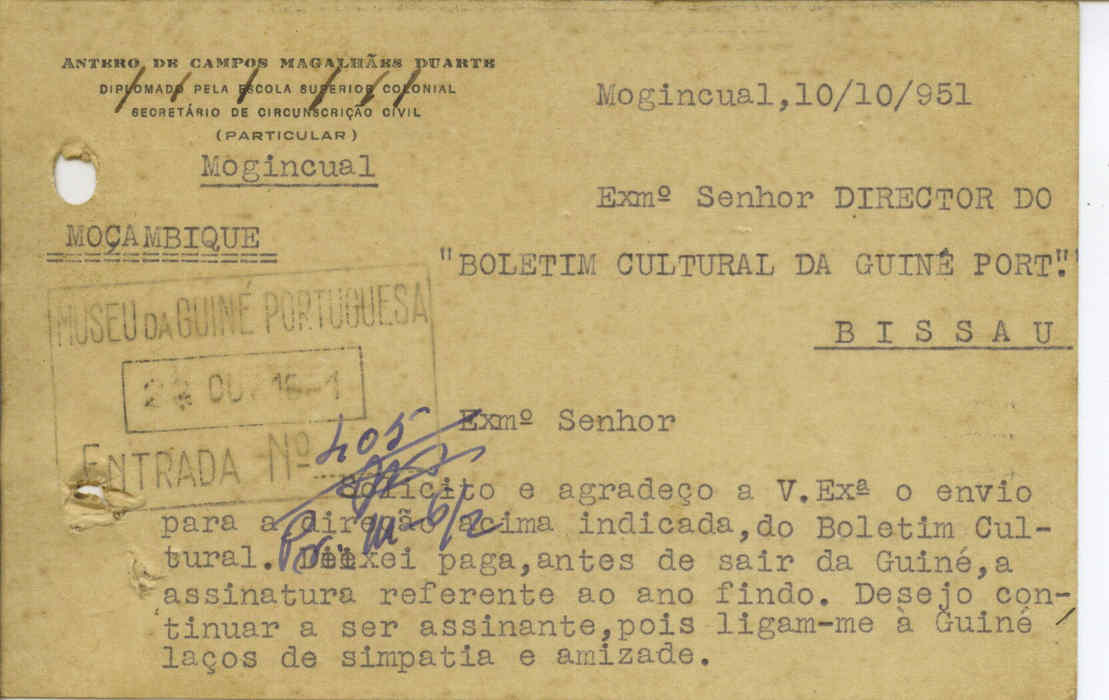 ANTERO DE CAMPOS MAGALHÃES DUARTE
DIPLOMADO PELA ESCOLA SUPERIOR COLONIAL
SECRETÁRIO DE CIRCUNSCRIÇÃO CIVIL
(PARTICULAR)
Mogincual
MOÇAMBIQUE
Mogincual,10/10/951
Exmº Senhor DIRECTOR DO
"BOLETIM CULTURAL DA GUINÉ PORT."
BISSAU
MUSEU DA GUINÉ PORTUGUESA
ENTRADA Nº 405
Exmº Senhor
Solicito e agradeço a V.Exª o envio
para a direcão acima indicada,do Boletim Cul-
tural. Deixei paga,antes de sair da Guiné,a
assinatura referente ao ano findo. Desejo con-
tinuar a ser assinante,pois ligam-me à Guiné
laços de simpatia e amizade.